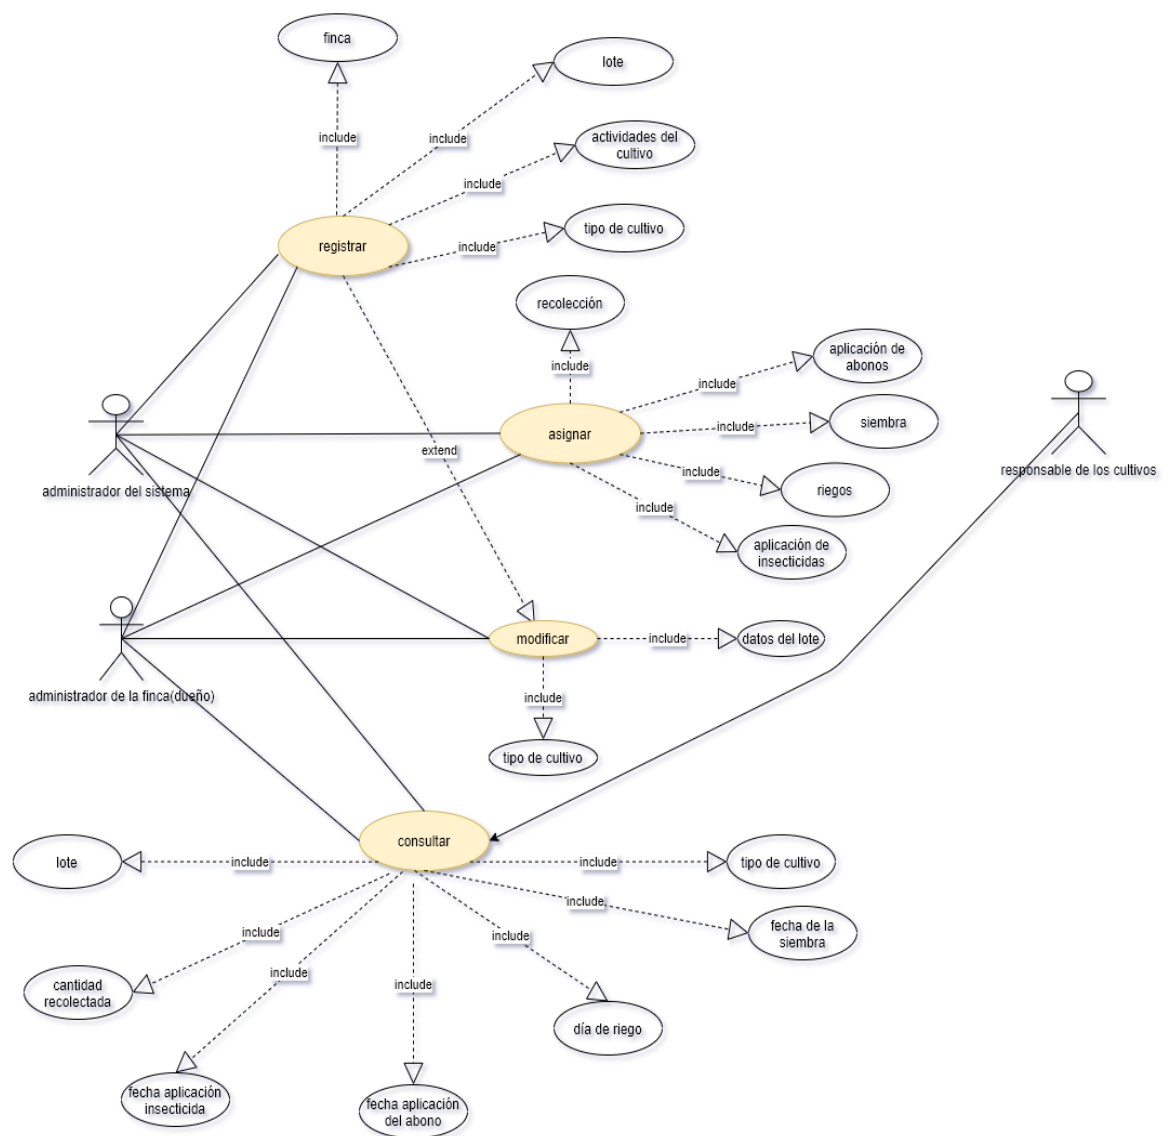 finca
lote
include
include
actividades del
cultivo
include
tipo de cultivo
include
registrar
recolección
aplicación de
abonos
include
include
siembra
include
asignar
extend
responsable de los cultivos
include
riegos
administrador del sistema
include
aplicación de
insecticidas
modificar
include
datos del lote
administrador de la finca(dueño)
include
tipo de cultivo
consultar
lote
include
include
tipo de cultivo
include
fecha de la
siembra
include
include
include
cantidad
recolectada
include
día de riego
fecha aplicación
insecticida
fecha aplicación
del abono